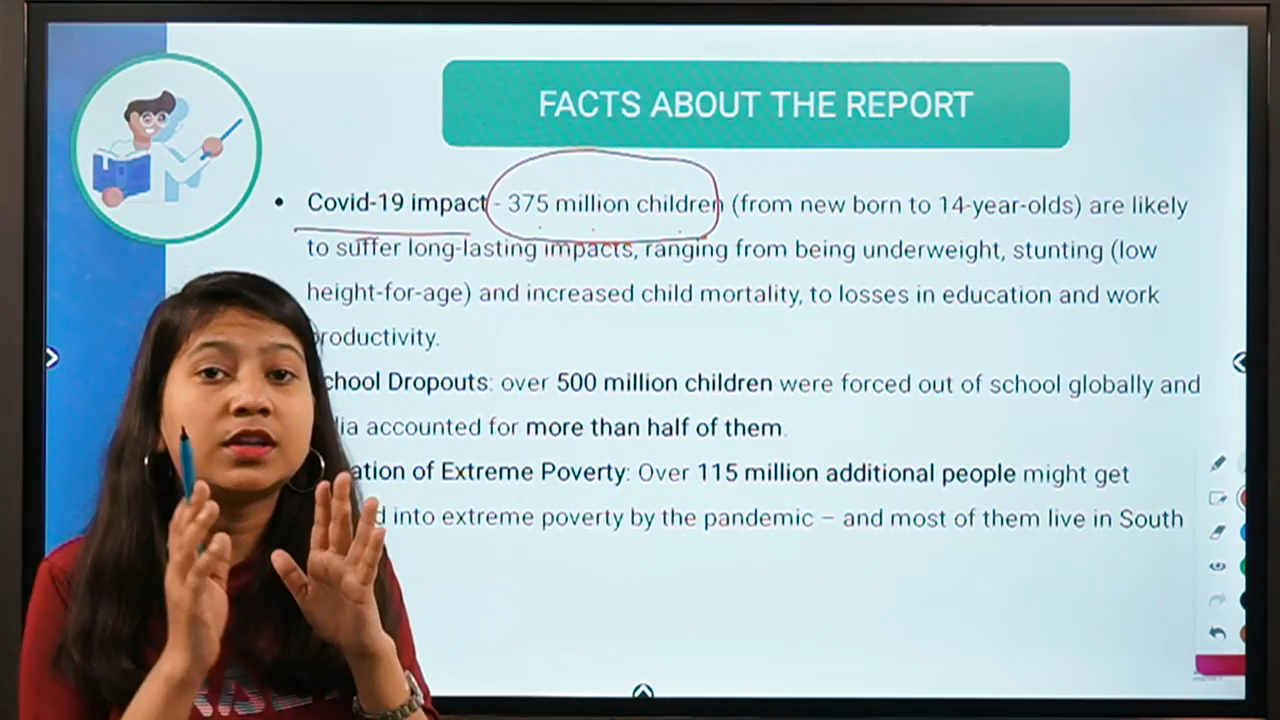 FACTS ABOUT THE REPORT
• Covid-19 impact - 375 million children (from new born to 14-year-olds) are likely
to suffer long-lasting impacts, ranging from being underweight, stunting (low
height-for-age) and increased child mortality, to losses in education and work
productivity.
chool Dropouts: over 500 million children were forced out of school globally and
dia accounted for more than half of them.
ation of Extreme Poverty: Over 115 million additional people might get
d into extreme poverty by the pandemic – and most of them live in South